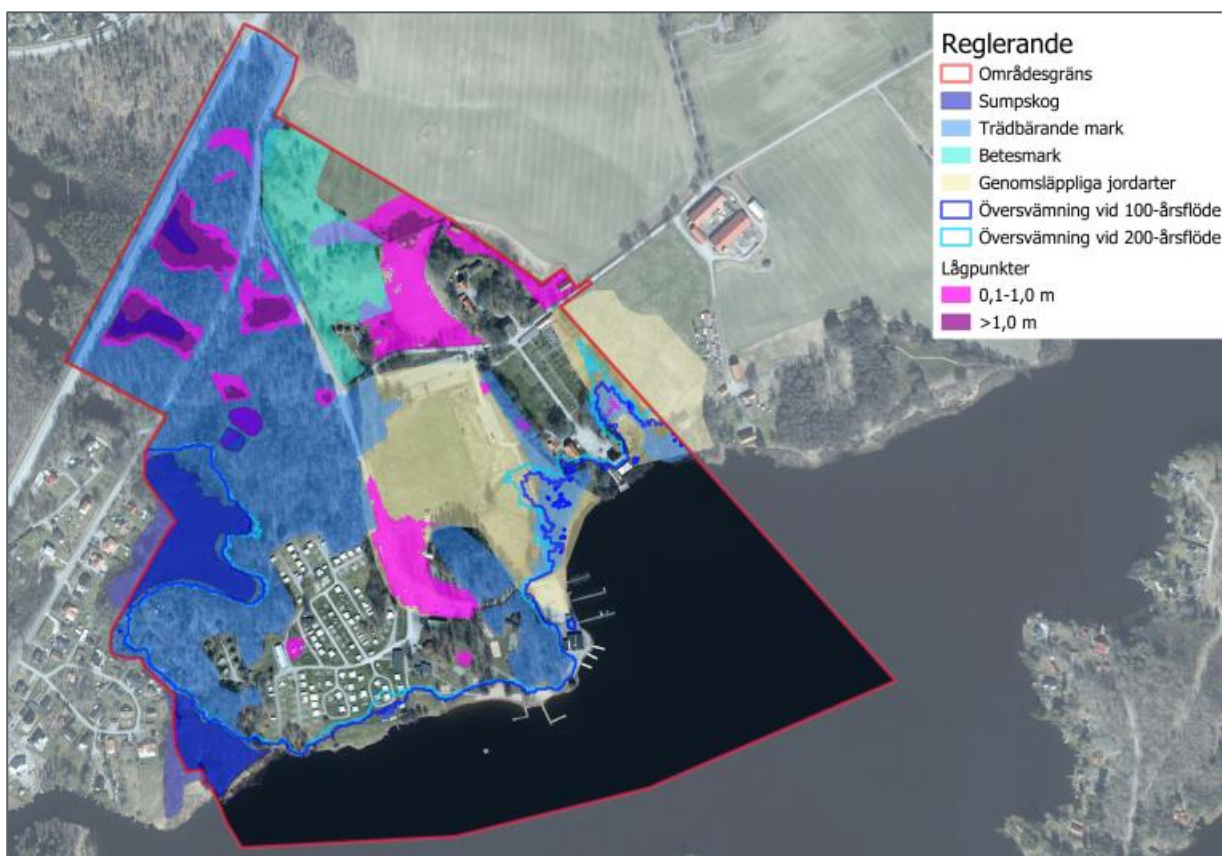 Reglerande
Områdesgräns
Sumpskog
Trädbärande mark
Betesmark
Genomsläppliga jordarter
Översvämning vid 100-årsflöde
Översvämning vid 200-årsflöde
Lågpunkter
0,1-1,0 m
>1,0 m